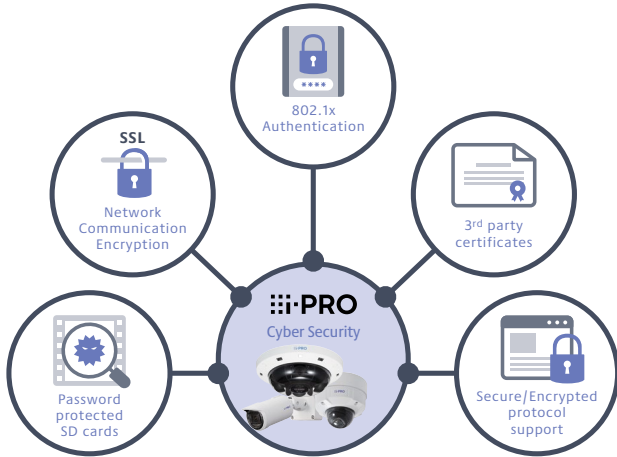 ****
802.1x
Authentication
SSL
Network
Communication
Encryption
3rd party
certificates
i-PRO
Cyber Security
i-PRO
Password
protected
SD cards
Secure/Encrypted
protocol
support